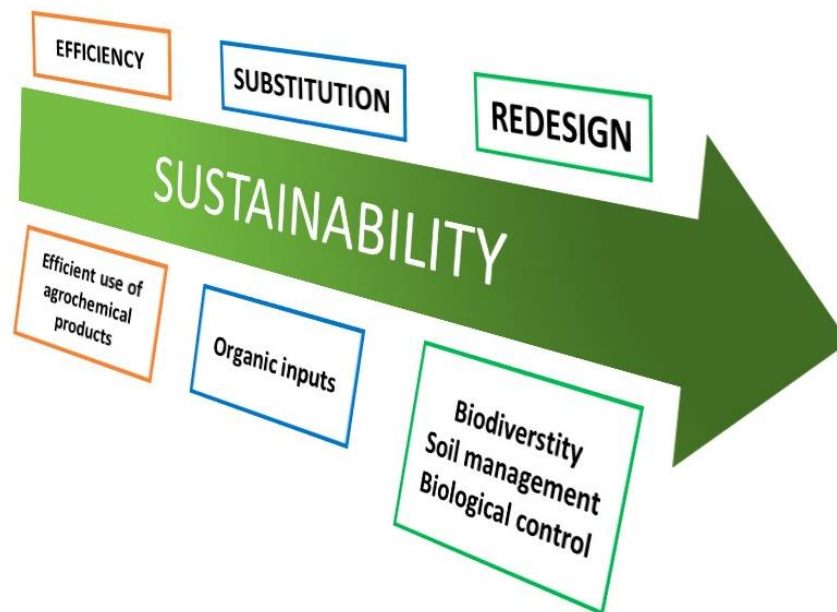 EFFICIENCY
SUBSTITUTION
REDESIGN
SUSTAINABILITY
Efficient use of
agrochemical
products
Organic inputs
Biodiverstity
Soil management
Biological control